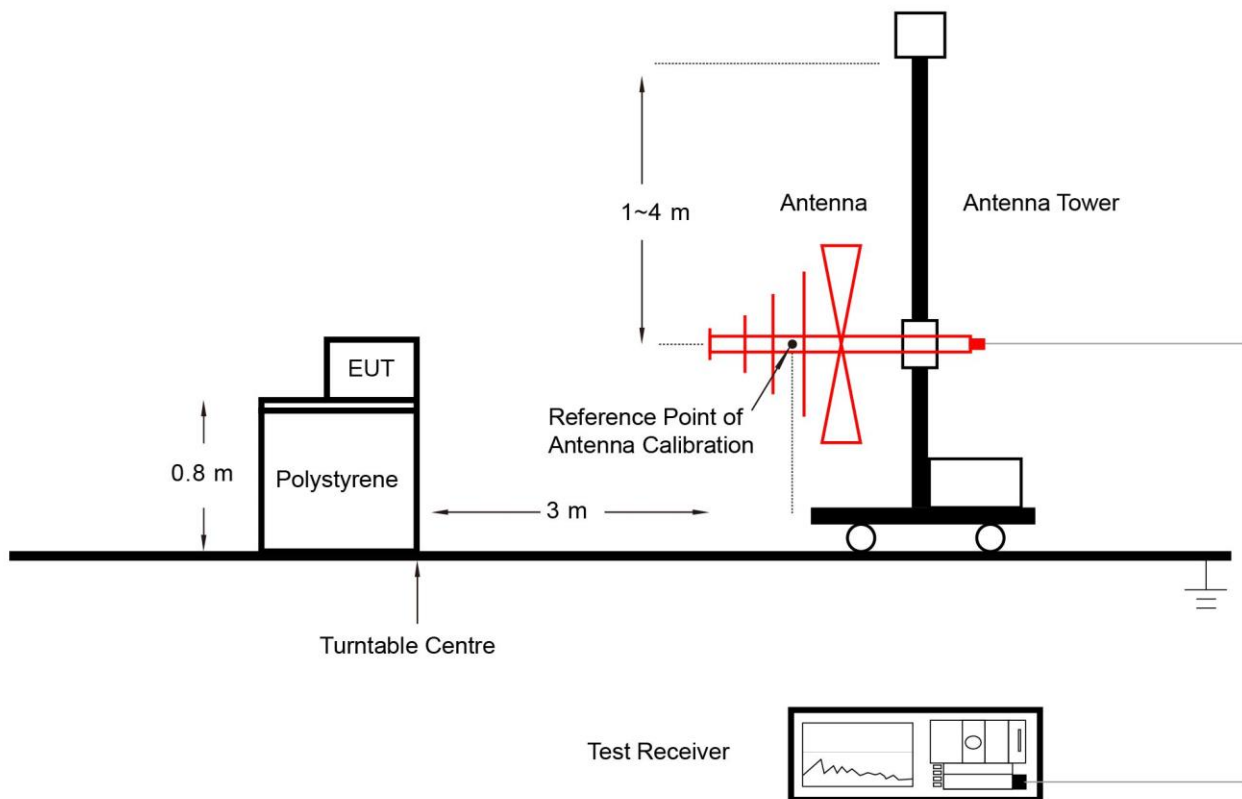 1~4 m
Antenna
Antenna Tower
EUT
Reference Point of
Antenna Calibration
0.8 m
Polystyrene
3 m
Turntable Centre
Test Receiver